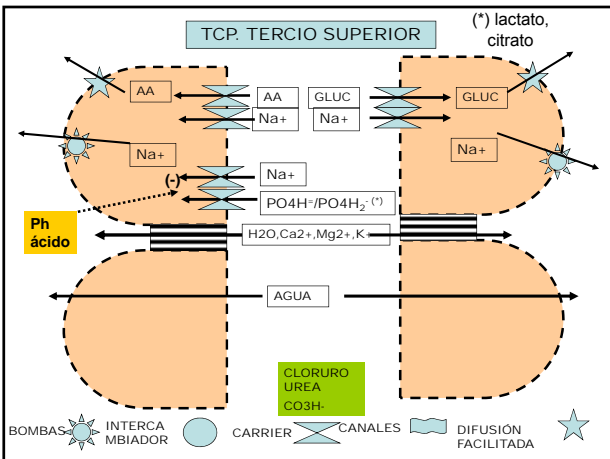 TCP. TERCIO SUPERIOR
(*) lactato,
citrato
AA
AA
GLUC
GLUC
Na+
Na+
Na+
Na+
(-)
Na+
PO4H=/PO4H2- (*)
Ph
ácido
H2O,Ca2+,Mg2+,K+
AGUA
CLORURO
UREA
CO3H-
BOMBAS
INTERCA
MBIADOR
CARRIER
CANALES
DIFUSIÓN
FACILITADA